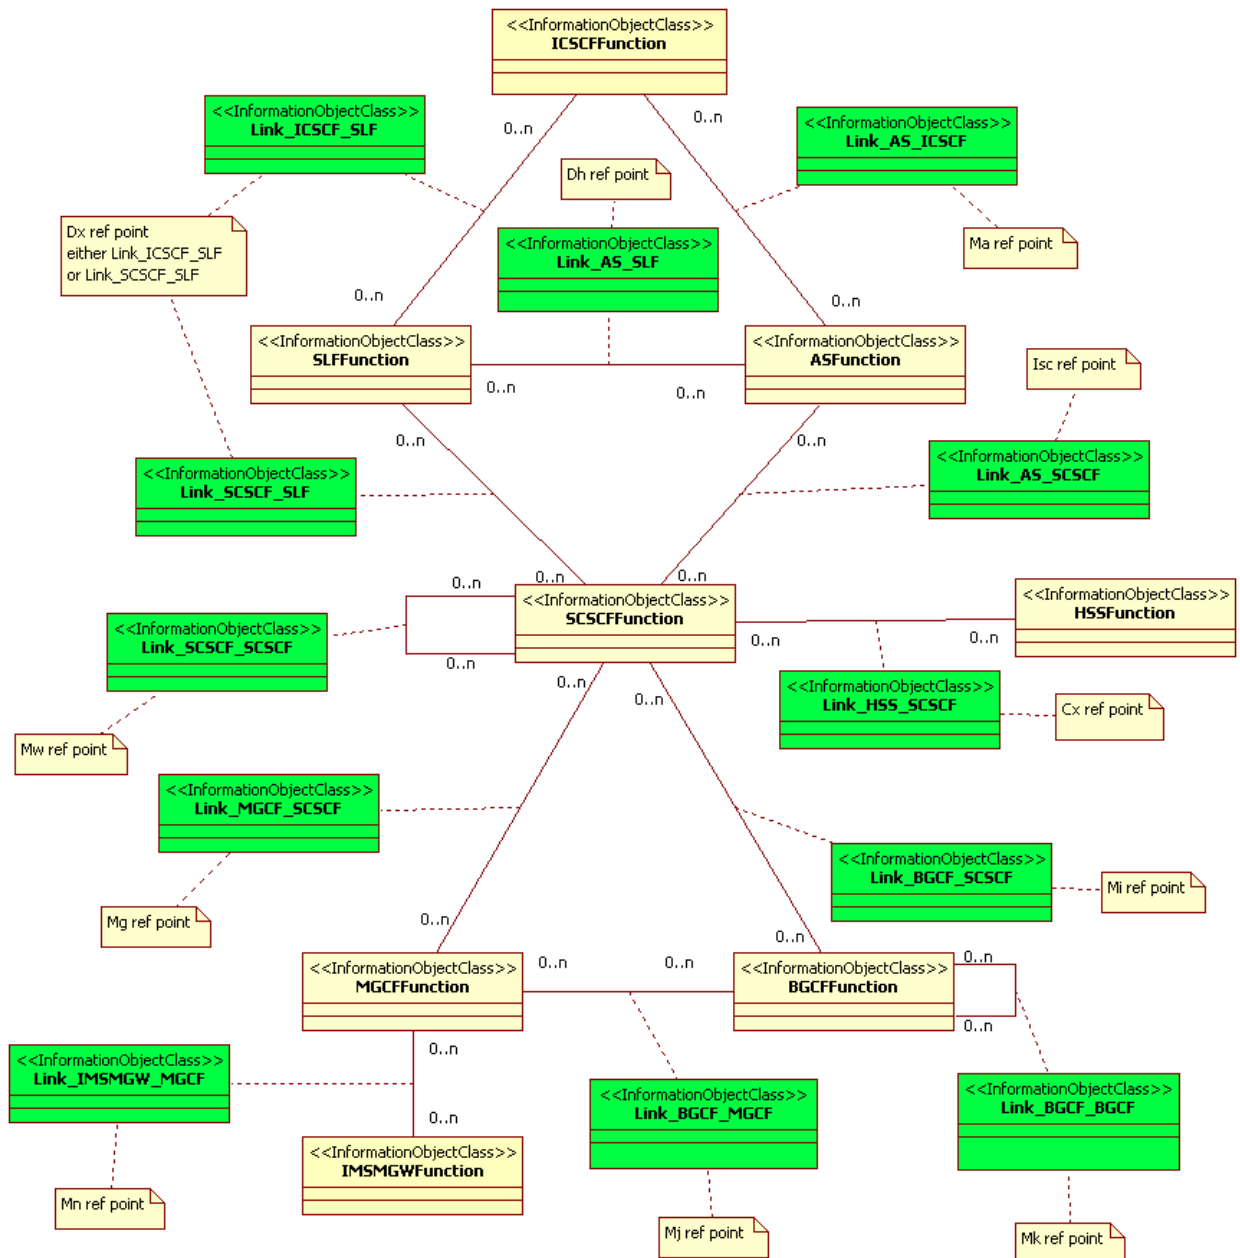 <<InformationObjectClass>>
ICSCFFunction
<<InformationObjectClass>>
Link_ICSCF_SLF
<<InformationObjectClass>>
Link_AS_ICSCF
0..n
0..n
Dh ref point
Dx ref point
either Link_ICSCF_SLF
or Link_SCSCF_SLF
<<InformationObjectClass>>
Link_AS_SLF
Ma ref point
0..n
0..n
<<InformationObjectClass>>
SLFFunction
<<InformationObjectClass>>
ASFunction
0..n
0..n
Isc ref point
0..n
0..n
<<InformationObjectClass>>
Link_SCSCF_SLF
<<InformationObjectClass>>
Link_AS_SCSCF
0..n
0..n
0..n
<<InformationObjectClass>>
SCSCFFunction
<<InformationObjectClass>>
HSSFunction
<<InformationObjectClass>>
Link_SCSCF_SCSCF
0..n
0..n
0..n
0..n
0..n
<<InformationObjectClass>>
Link_HSS_SCSCF
Cx ref point
Mw ref point
<<InformationObjectClass>>
Link_MGCF_SCSCF
<<InformationObjectClass>>
Link_BGCF_SCSCF
Mi ref point
Mg ref point
0..n
0..n
<<InformationObjectClass>>
MGCFFunction
0..n
0..n
<<InformationObjectClass>>
BGCFFunction
0..n
0..n
0..n
<<InformationObjectClass>>
Link_IMSMGW_MGCF
<<InformationObjectClass>>
Link_BGCF_MGCF
<<InformationObjectClass>>
Link_BGCF_BGCF
0..n
<<InformationObjectClass>>
IMSMGWFunction
Mn ref point
Mj ref point
Mk ref point